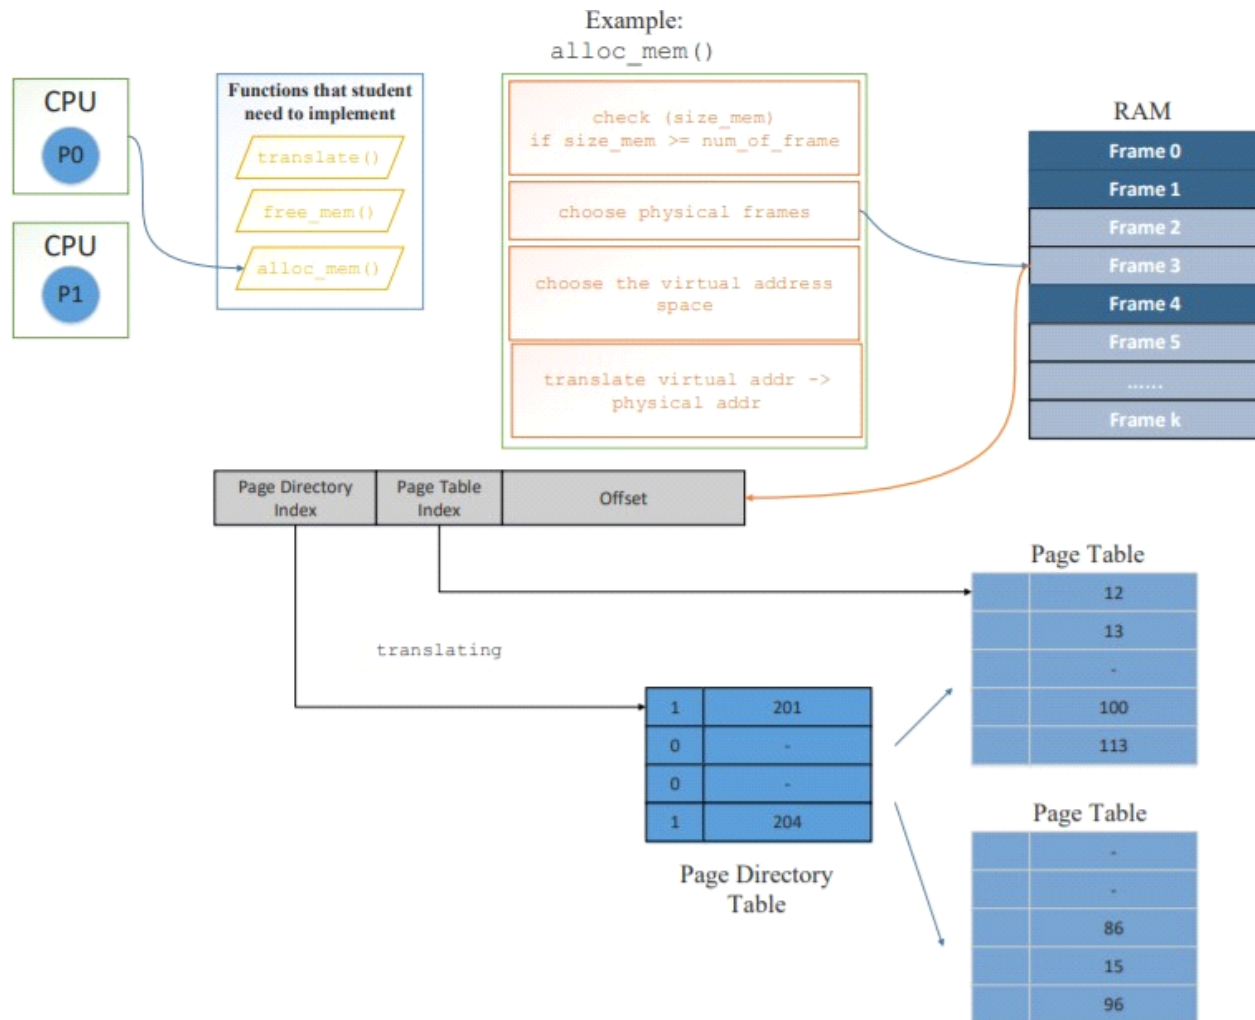 Example:
alloc_mem()
CPU
P0
CPU
P1
Functions that student
need to implement
translate()
free_mem()
alloc_mem()
check (size_mem)
if size_mem >= num_of_frame
choose physical frames
choose the virtual address
space
translate virtual addr ->
physical addr
RAM
Frame 0
Frame 1
Frame 2
Frame 3
Frame 4
Frame 5
......
Frame k
Page Directory
Index
Page Table
Index
Offset
translating
1 201
0 -
0 -
1 204
Page Directory
Table
Page Table
12
13
-
100
113
Page Table
-
-
86
15
96